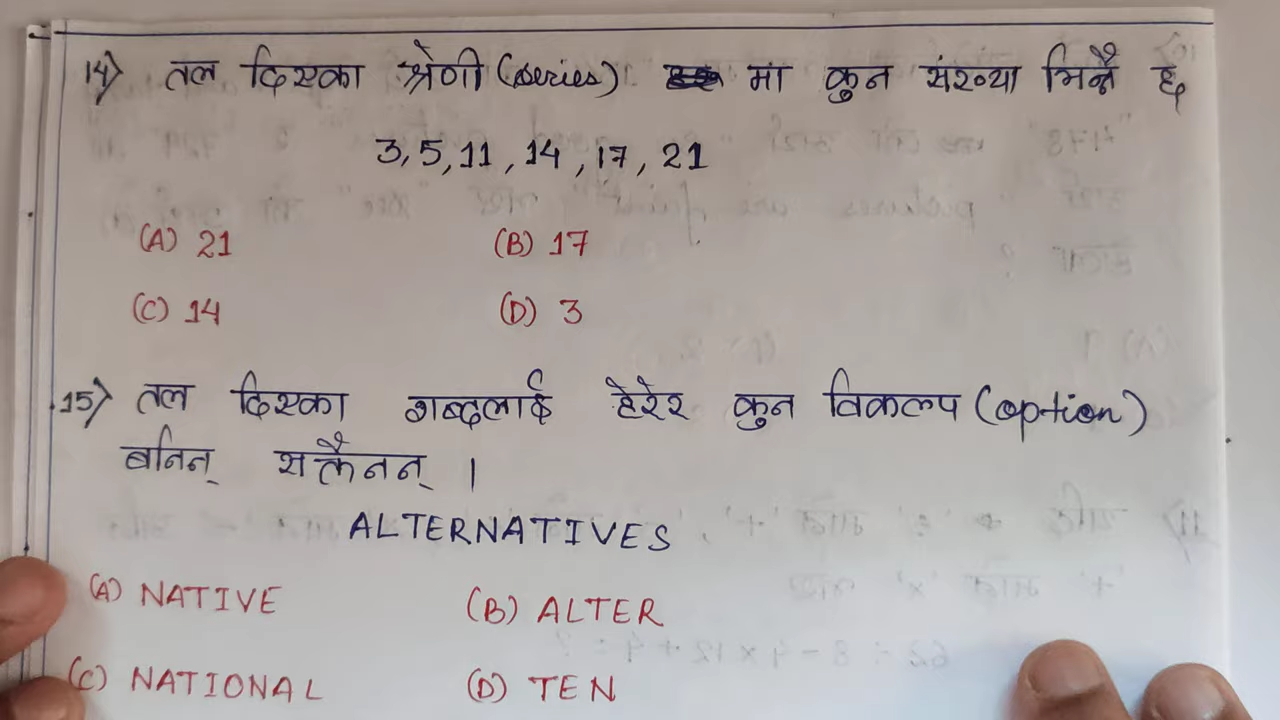 14) तल दिएका श्रेणी (series) मा कुन संख्या भिन्नै छ
3, 5, 11, 14, 17, 21
(A) 21 (B) 17
(C) 14 (D) 3
15) तल दिएका शब्दलाई हेरेर कुन विकल्प (option)
बनिन् सक्तैनन् ।
ALTERNATIVES
(A) NATIVE (B) ALTER
(C) NATIONAL (D) TEN